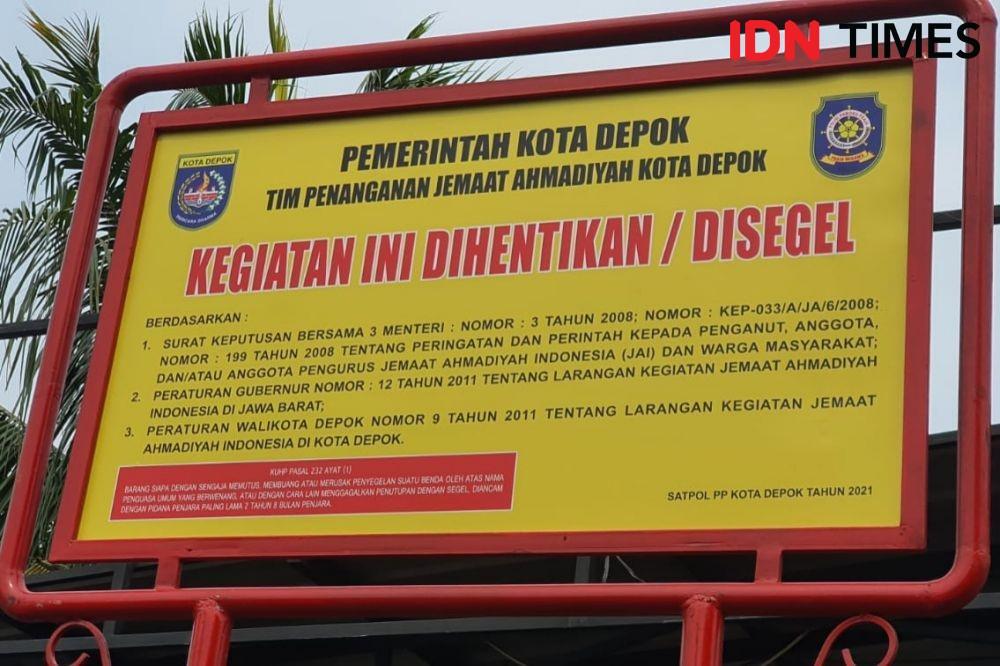 IDN TIMES
PEMERINTAH KOTA DEPOK
TIM PENANGANAN JEMAAT AHMADIYAH KOTA DEPOK
KOTA DEPOK
PARICARA DHARMA
PRAJA WIBAWA
KEGIATAN INI DIHENTIKAN / DISEGEL
BERDASARKAN :
1. SURAT KEPUTUSAN BERSAMA 3 MENTERI : NOMOR : 3 TAHUN 2008; NOMOR : KEP-033/A/JA/6/2008;
NOMOR : 199 TAHUN 2008 TENTANG PERINGATAN DAN PERINTAH KEPADA PENGANUT, ANGGOTA,
DAN/ATAU ANGGOTA PENGURUS JEMAAT AHMADIYAH INDONESIA (JAI) DAN WARGA MASYARAKAT;
2. PERATURAN GUBERNUR NOMOR : 12 TAHUN 2011 TENTANG LARANGAN KEGIATAN JEMAAT AHMADIYAH
INDONESIA DI JAWA BARAT;
3. PERATURAN WALIKOTA DEPOK NOMOR 9 TAHUN 2011 TENTANG LARANGAN KEGIATAN JEMAAT
AHMADIYAH INDONESIA DI KOTA DEPOK.
KUHP PASAL 232 AYAT (1)
BARANG SIAPA DENGAN SENGAJA MEMUTUS, MEMBUANG ATAU MERUSAK PENYEGELAN SUATU BENDA OLEH ATAS NAMA
PENGUASA UMUM YANG BERWENANG, ATAU DENGAN CARA LAIN MENGGAGALKAN PENUTUPAN DENGAN SEGEL, DIANCAM
DENGAN PIDANA PENJARA PALING LAMA 2 TAHUN 8 BULAN PENJARA.
SATPOL PP KOTA DEPOK TAHUN 2021